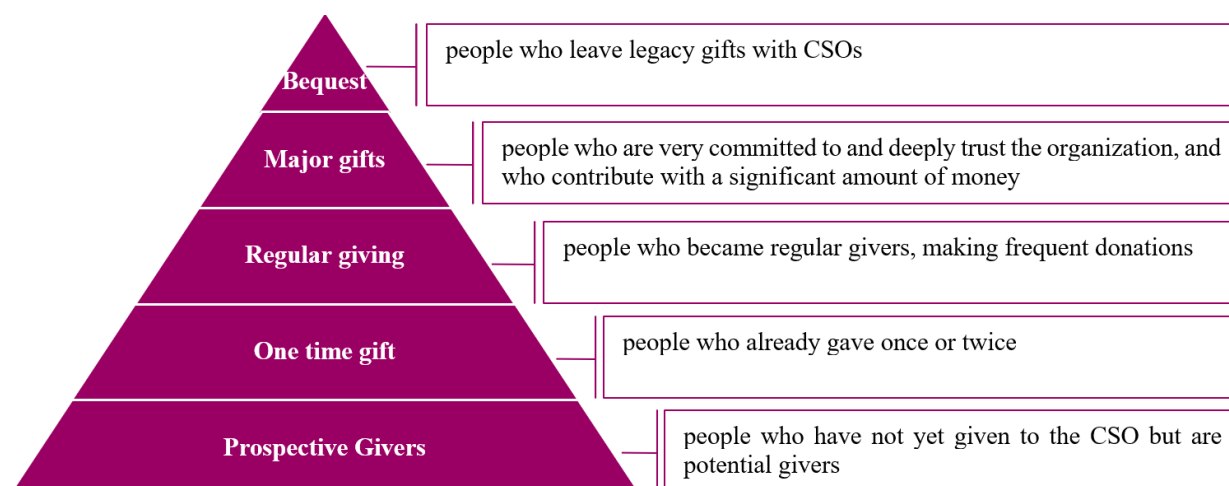 Bequest
people who leave legacy gifts with CSOs
Major gifts
people who are very committed to and deeply trust the organization, and
who contribute with a significant amount of money
Regular giving
people who became regular givers, making frequent donations
One time gift
people who already gave once or twice
Prospective Givers
people who have not yet given to the CSO but are
potential givers